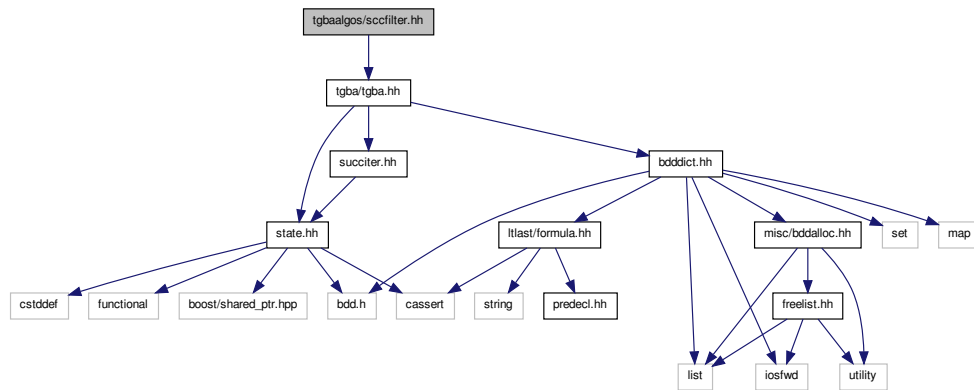 tgbaalgos/sccfilter.hh
tgba/tgba.hh
succiter.hh
bdddict.hh
state.hh
ltlast/formula.hh
misc/bddalloc.hh
set
map
cstddef
functional
boost/shared_ptr.hpp
bdd.h
cassert
string
predecl.hh
freelist.hh
list
iosfwd
utility